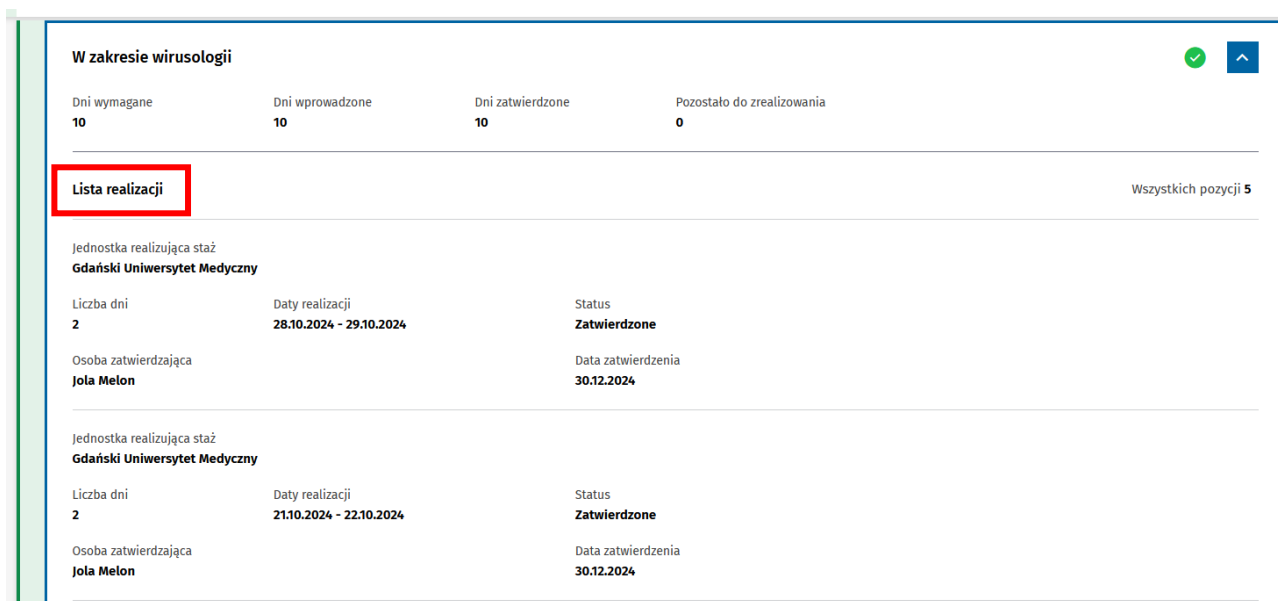 W zakresie wirusologii
Dni wymagane Dni wprowadzone Dni zatwierdzone Pozostało do zrealizowania
10 10 10 0
Lista realizacji Wszystkich pozycji 5
Jednostka realizująca staż
Gdański Uniwersytet Medyczny
Liczba dni Daty realizacji Status
2 28.10.2024 - 29.10.2024 Zatwierdzone
Osoba zatwierdzająca Data zatwierdzenia
Jola Melon 30.12.2024
Jednostka realizująca staż
Gdański Uniwersytet Medyczny
Liczba dni Daty realizacji Status
2 21.10.2024 - 22.10.2024 Zatwierdzone
Osoba zatwierdzająca Data zatwierdzenia
Jola Melon 30.12.2024